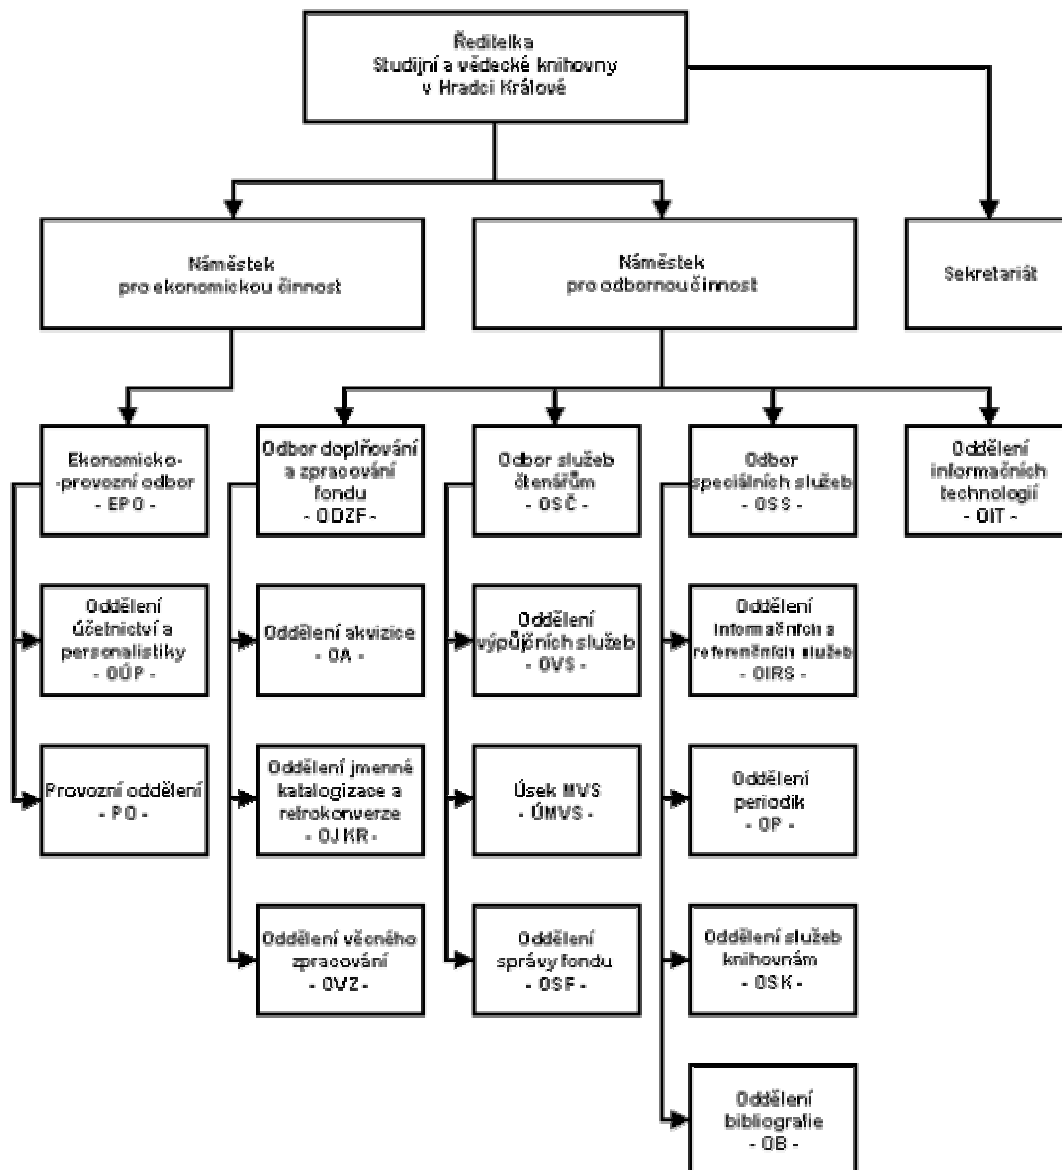 Ředitelka
Studijní a vědecké knihovny
v Hradci Králové
Náměstek
pro ekonomickou činnost
Náměstek
pro odbornou činnost
Sekretariát
Ekonomicko-
-provozní odbor
- EPO -
Odbor doplňování
a zpracování
fondu
- ODZF -
Odbor služeb
čtenářům
- OSČ -
Odbor
speciálních služeb
- OSS -
Oddělení
informačních
technologií
- OIT -
Oddělení
účetnictví a
personalistiky
- OÚP -
Oddělení akvizice
- OA -
Oddělení
výpůjčních služeb
- OVS -
Oddělení
informačních a
referenčních služeb
- OIRS -
Provozní oddělení
- PO -
Oddělení jmenné
katalogizace a
retrokonverze
- OJKR -
Úsek MVS
- ÚMVS -
Oddělení
periodik
- OP -
Oddělení věcného
zpracování
- OVZ -
Oddělení
správy fondu
- OSF -
Oddělení služeb
knihovnám
- OSK -
Oddělení
bibliografie
- OB -